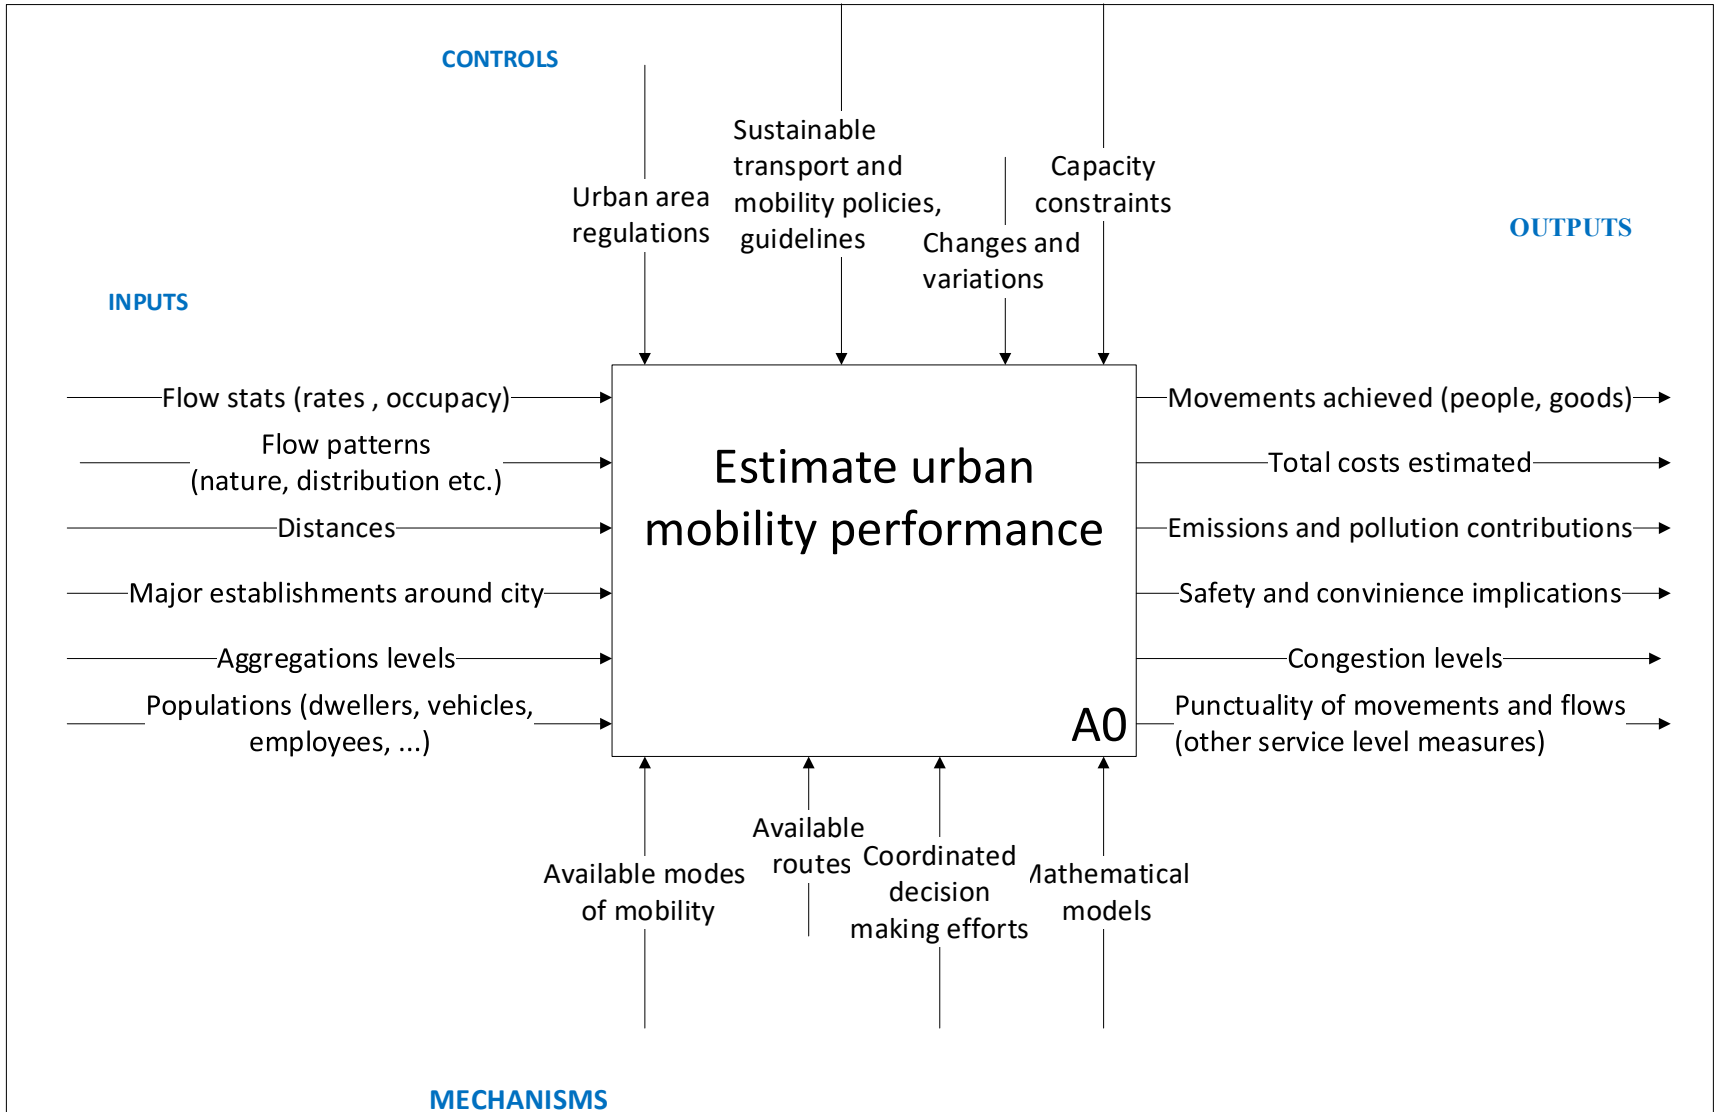 CONTROLS
Sustainable
transport and
mobility policies,
guidelines
Urban area
regulations
Changes and
variations
Capacity
constraints
OUTPUTS
INPUTS
Flow stats (rates , occupacy)
Flow patterns
(nature, distribution etc.)
Distances
Major establishments around city
Aggregations levels
Populations (dwellers, vehicles,
employees, ...)
Estimate urban
mobility performance
A0
Movements achieved (people, goods)
Total costs estimated
Emissions and pollution contributions
Safety and convinience implications
Congestion levels
Punctuality of movements and flows
(other service level measures)
Available modes
of mobility
Available
routes
Coordinated
decision
making efforts
Mathematical
models
MECHANISMS